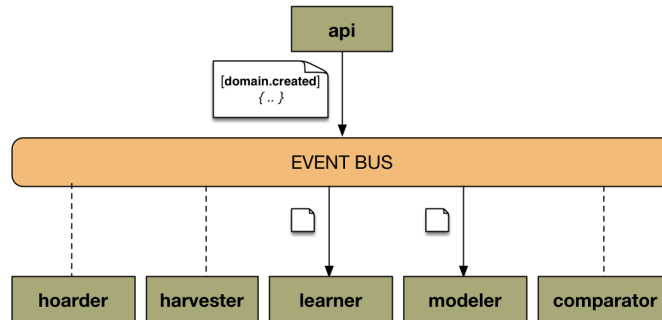 api
[domain.created]
{ .. }
EVENT BUS
hoarder
harvester
learner
modeler
comparator